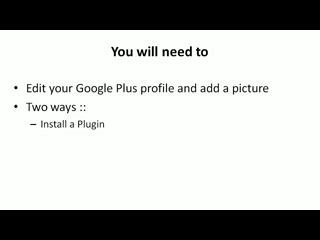 You will need to
• Edit your Google Plus profile and add a picture
• Two ways ::
– Install a Plugin